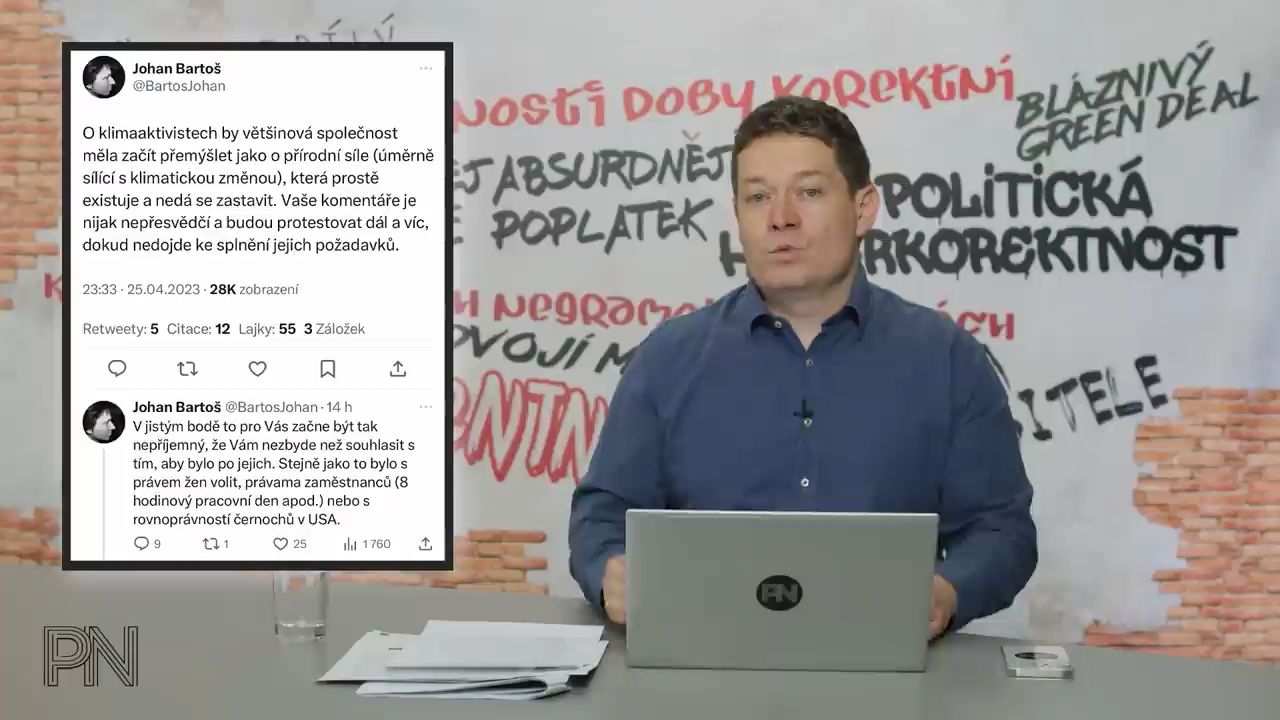 Johan Bartoš
@BartosJohan
O klimaaktivistech by většinová společnost
měla začít přemýšlet jako o přírodní síle (úměrně
sílící s klimatickou změnou), která prostě
existuje a nedá se zastavit. Vaše komentáře je
nijak nepřesvědčí a budou protestovat dál a víc,
dokud nedojde ke splnění jejich požadavků.
23:33 · 25.04.2023 · 28K zobrazení
Retweety: 5 Citace: 12 Lajky: 55 3 Záložek
Johan Bartoš @BartosJohan · 14 h
V jistým bodě to pro Vás začne být tak
nepříjemný, že Vám nezbyde než souhlasit s
tím, aby bylo po jejich. Stejně jako to bylo s
právem žen volit, právama zaměstnanců (8
hodinový pracovní den apod.) nebo s
rovnoprávností černochů v USA.
9 1 25 1 760
DOBY KOREKTNÍ
BLÁZNIVÝ
GREEN DEAL
ABSURDNĚJ
POPLATEK
POLITICKÁ
RKOREKTNOST
ITELE
PN
PN